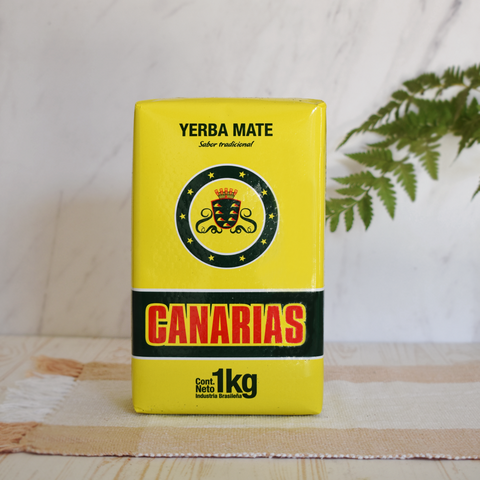 YERBA MATE
Sabor tradicional
CANARIAS
Cont.
Neto 1kg
Industria Brasileña